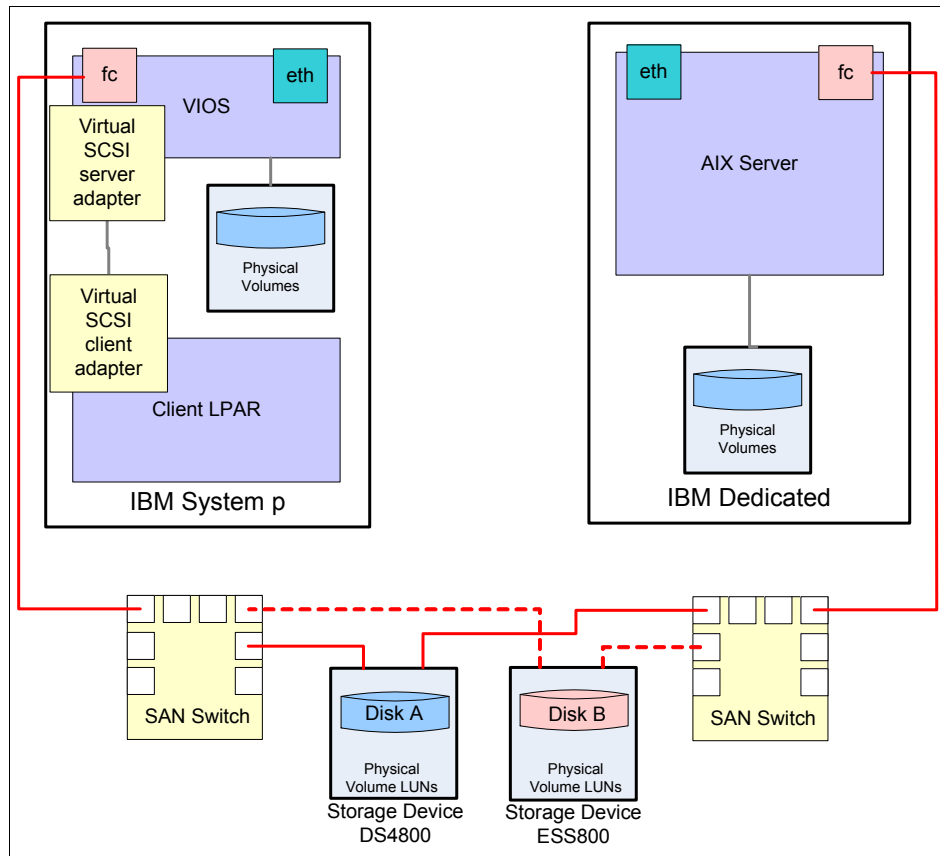 fc
eth
VIOS
Virtual
SCSI
server
adapter
Physical
Volumes
Virtual
SCSI
client
adapter
Client LPAR
IBM System p
eth
fc
AIX Server
Physical
Volumes
IBM Dedicated
SAN Switch
Disk A
Physical
Volume LUNs
Storage Device
DS4800
Disk B
Physical
Volume LUNs
Storage Device
ESS800
SAN Switch